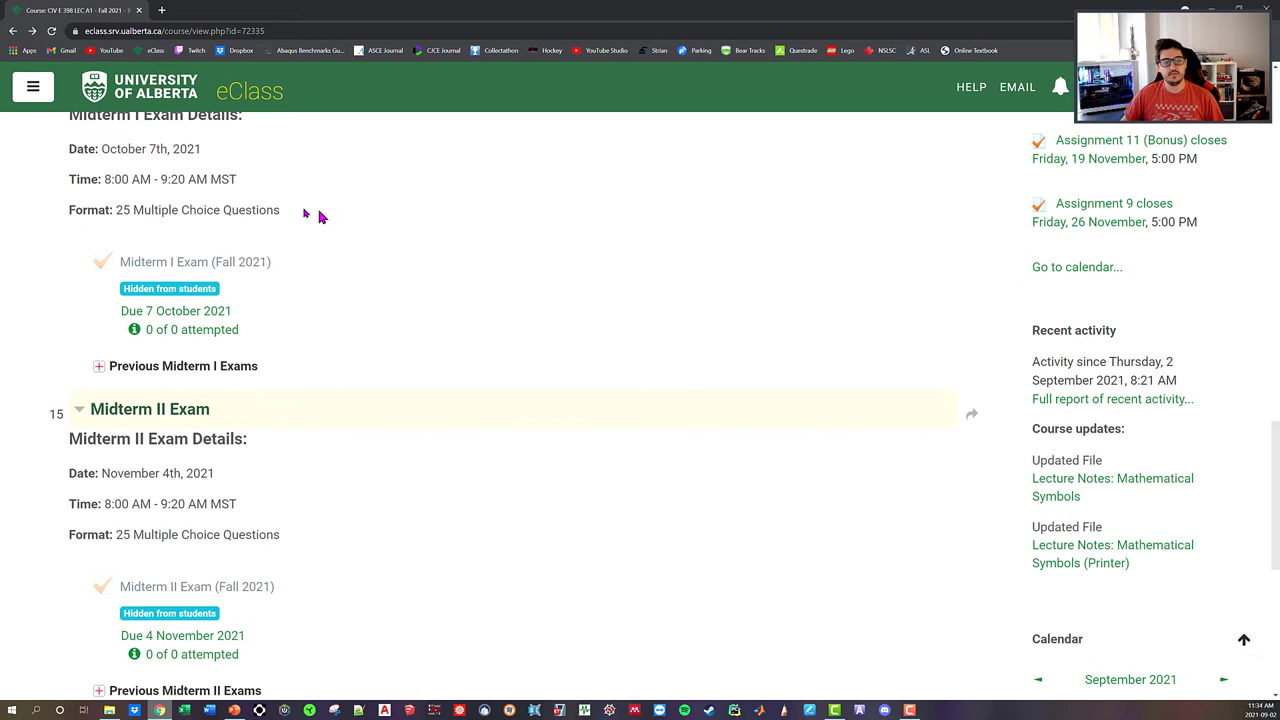 Course: CIV E 398 LEC A1 - Fall 2021 -
eclass.srv.ualberta.ca/course/view.php?id=72335
Apps
Gmail
YouTube
eClass
Twitch
Dropbox
Abaqus Benchmarks Gu...
ASCE Journal
CJCE Journal
Collectathon
Hockey
YouTube Studio
Strian
Parking
Bear Tracks
Questrade
Lego
NSLSC
ASL
Online Textbook
UNIVERSITY
OF ALBERTA
eClass
HELP EMAIL
Midterm I Exam Details:
Date: October 7th, 2021
Time: 8:00 AM - 9:20 AM MST
Format: 25 Multiple Choice Questions
Midterm I Exam (Fall 2021)
Hidden from students
Due 7 October 2021
0 of 0 attempted
Previous Midterm I Exams
15
Midterm II Exam
Midterm II Exam Details:
Date: November 4th, 2021
Time: 8:00 AM - 9:20 AM MST
Format: 25 Multiple Choice Questions
Midterm II Exam (Fall 2021)
Hidden from students
Due 4 November 2021
0 of 0 attempted
Previous Midterm II Exams
Assignment 11 (Bonus) closes
Friday, 19 November, 5:00 PM
Assignment 9 closes
Friday, 26 November, 5:00 PM
Go to calendar...
Recent activity
Activity since Thursday, 2
September 2021, 8:21 AM
Full report of recent activity...
Course updates:
Updated File
Lecture Notes: Mathematical
Symbols
Updated File
Lecture Notes: Mathematical
Symbols (Printer)
Calendar
September 2021
11:34 AM
2021-09-02